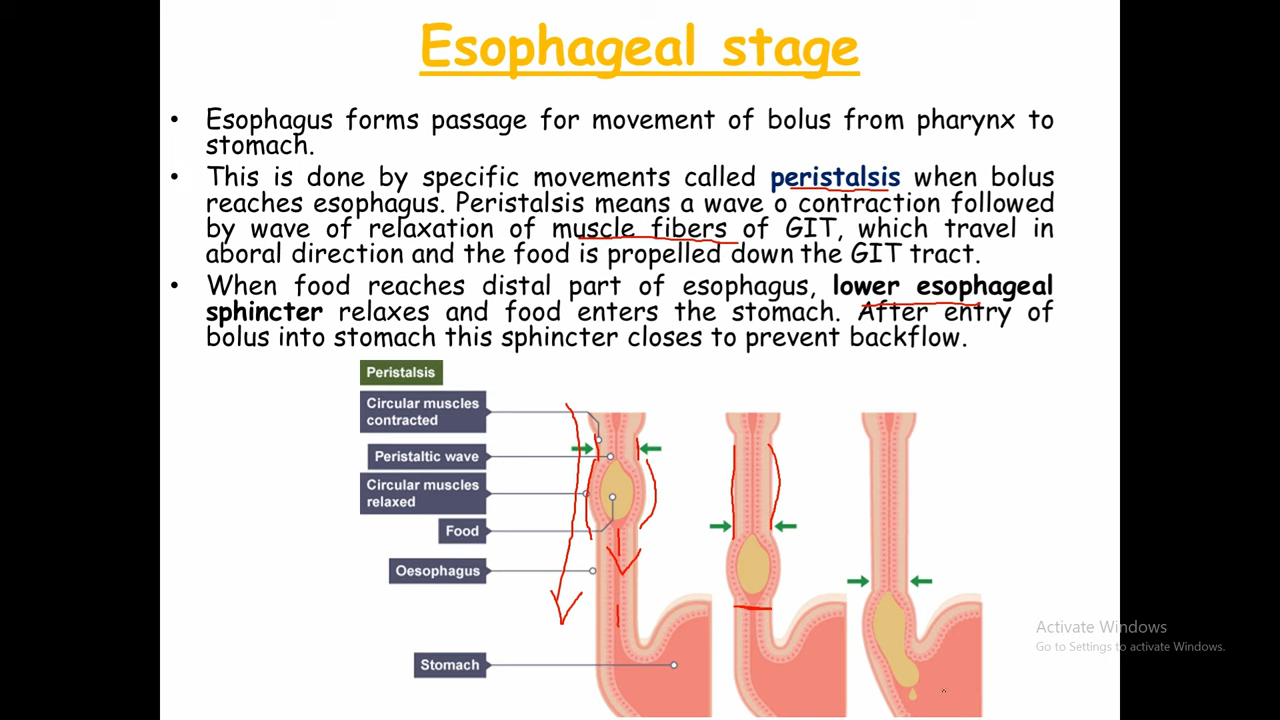 Esophageal stage
• Esophagus forms passage for movement of bolus from pharynx to
stomach.
• This is done by specific movements called peristalsis when bolus
reaches esophagus. Peristalsis means a wave o contraction followed
by wave of relaxation of muscle fibers of GIT, which travel in
aboral direction and the food is propelled down the GIT tract.
• When food reaches distal part of esophagus, lower esophageal
sphincter relaxes and food enters the stomach. After entry of
bolus into stomach this sphincter closes to prevent backflow.
Peristalsis
Circular muscles
contracted
Peristaltic wave
Circular muscles
relaxed
Food
Oesophagus
Stomach
Activate Windows
Go to Settings to activate Windows.